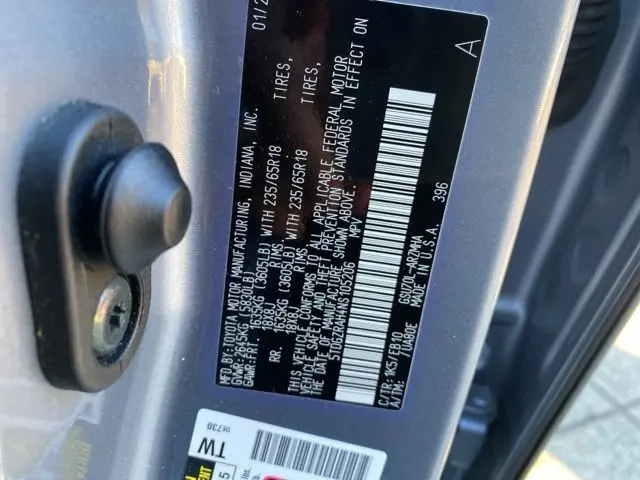 MFD.BY: TOYOTA MOTOR MANUFACTURING, INDIANA, INC. 01/2
GVWR: 2645KG (5830LB)
GAWR: FRT. 1635KG (3605LB) WITH 235/65R18 TIRES,
18X8J RIMS
RR. 1635KG (3605LB) WITH 235/65R18 TIRES,
18X8J RIMS
THIS VEHICLE CONFORMS TO ALL APPLICABLE FEDERAL MOTOR
VEHICLE SAFETY AND THEFT PREVENTION STANDARDS IN EFFECT ON
THE DATE OF MANUFACTURE SHOWN ABOVE.
MPV
A
C/TR: 1K5/EB10
A/TM: /UA80E
MADE IN U.S.A.
396
0E730
TW